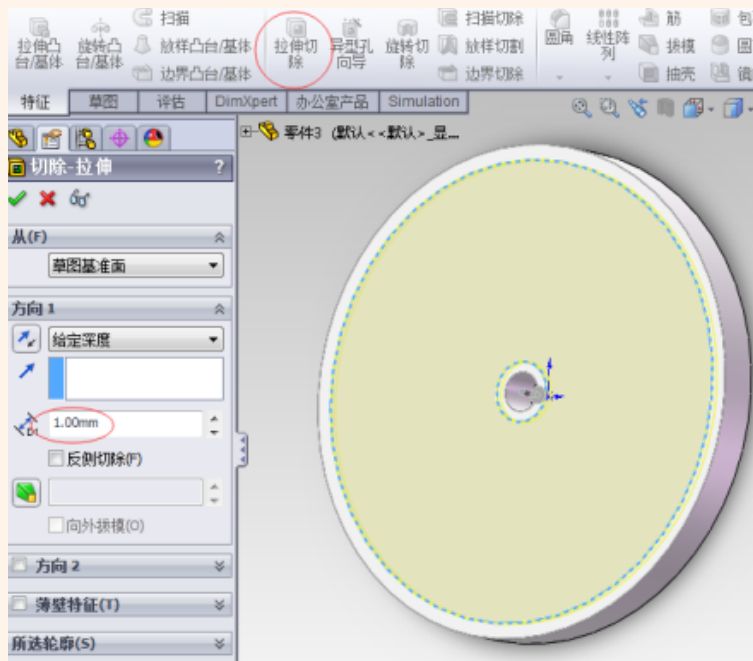 扫描
扫描切除
筋
包
拉伸凸台/基体
旋转凸台/基体
放样凸台/基体
拉伸切除
异型孔向导
旋转切除
放样切割
圆角
线性阵列
拔模
圆
边界凸台/基体
边界切除
抽壳
镜
特征
草图
评估
DimXpert
办公室产品
Simulation
零件3 (默认<<默认>_显...
切除-拉伸
?
从(F)
草图基准面
方向 1
给定深度
D1
1.00mm
反侧切除(F)
向外拔模(O)
方向 2
薄壁特征(T)
所选轮廓(S)